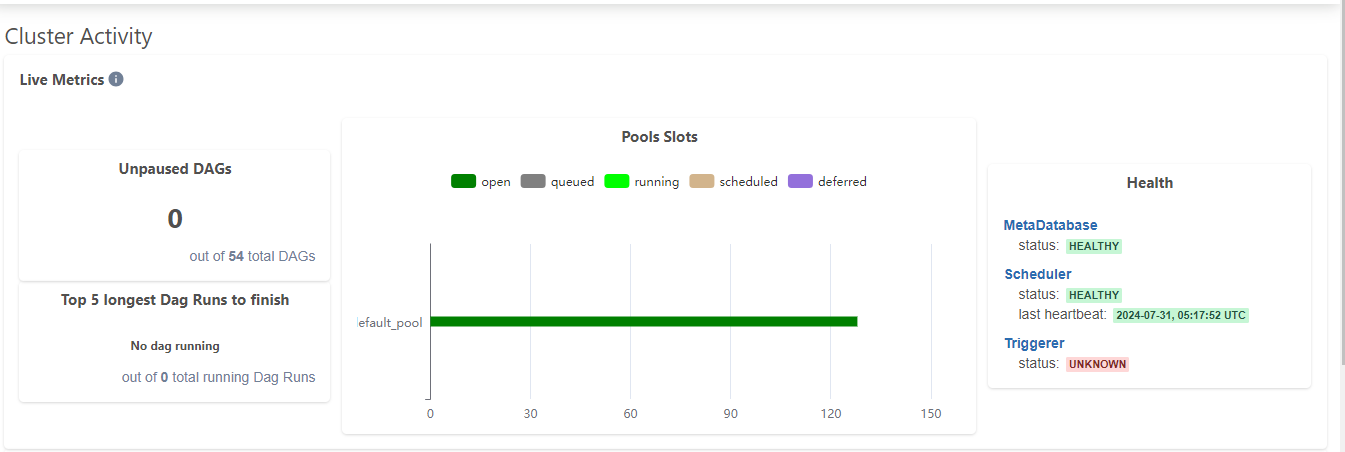 Cluster Activity
Live Metrics
Unpaused DAGs
0
out of 54 total DAGs
Top 5 longest Dag Runs to finish
No dag running
out of 0 total running Dag Runs
Pools Slots
open queued running scheduled deferred
efault_pool
0 30 60 90 120 150
Health
MetaDatabase
status: HEALTHY
Scheduler
status: HEALTHY
last heartbeat: 2024-07-31, 05:17:52 UTC
Triggerer
status: UNKNOWN